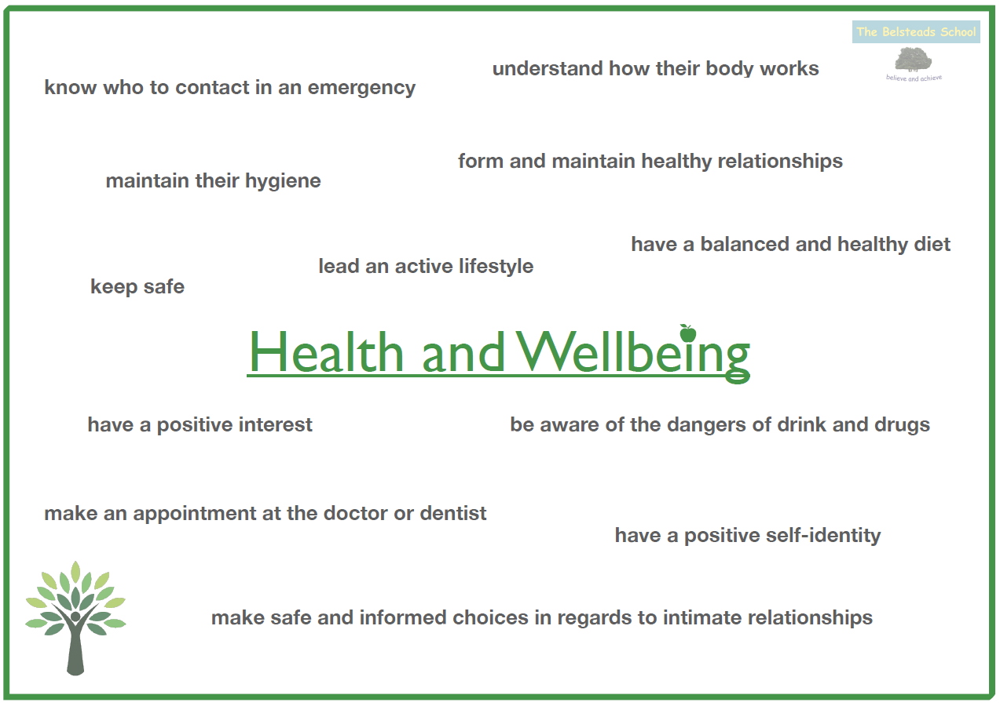 The Belsteads School
believe and achieve
understand how their body works
know who to contact in an emergency
form and maintain healthy relationships
maintain their hygiene
have a balanced and healthy diet
lead an active lifestyle
keep safe
Health and Wellbeing
have a positive interest
be aware of the dangers of drink and drugs
make an appointment at the doctor or dentist
have a positive self-identity
make safe and informed choices in regards to intimate relationships